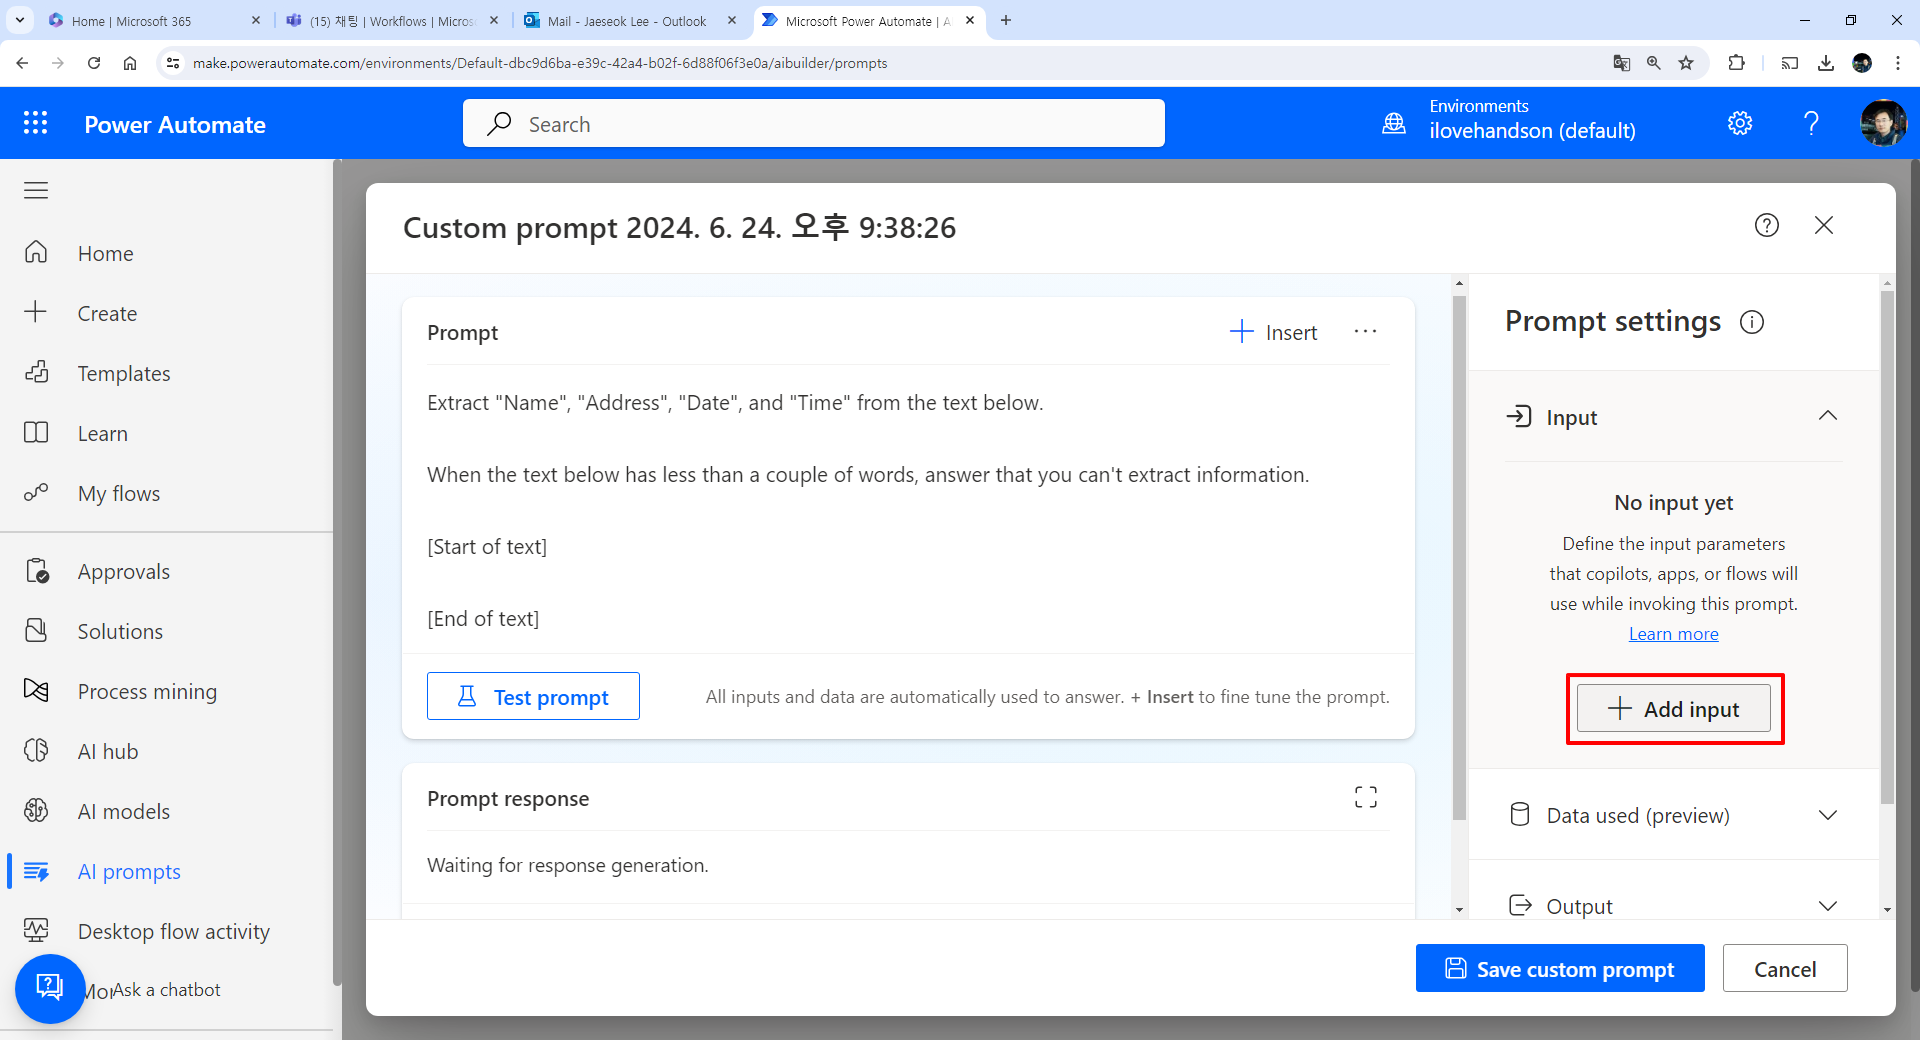 Home | Microsoft 365
(15) 채팅 | Workflows | Micros
Mail - Jaeseok Lee - Outlook
Microsoft Power Automate | A
make.powerautomate.com/environments/Default-dbc9d6ba-e39c-42a4-b02f-6d88f06f3e0a/aibuilder/prompts
Power Automate
Search
Environments
ilovehandson (default)
Home
Create
Templates
Learn
My flows
Approvals
Solutions
Process mining
AI hub
AI models
AI prompts
Desktop flow activity
Mor
Ask a chatbot
Custom prompt 2024. 6. 24. 오후 9:38:26
Prompt
Insert
Extract "Name", "Address", "Date", and "Time" from the text below.
When the text below has less than a couple of words, answer that you can't extract information.
[Start of text]
[End of text]
Test prompt
All inputs and data are automatically used to answer. + Insert to fine tune the prompt.
Prompt response
Waiting for response generation.
Prompt settings
Input
No input yet
Define the input parameters
that copilots, apps, or flows will
use while invoking this prompt.
Learn more
Add input
Data used (preview)
Output
Save custom prompt
Cancel